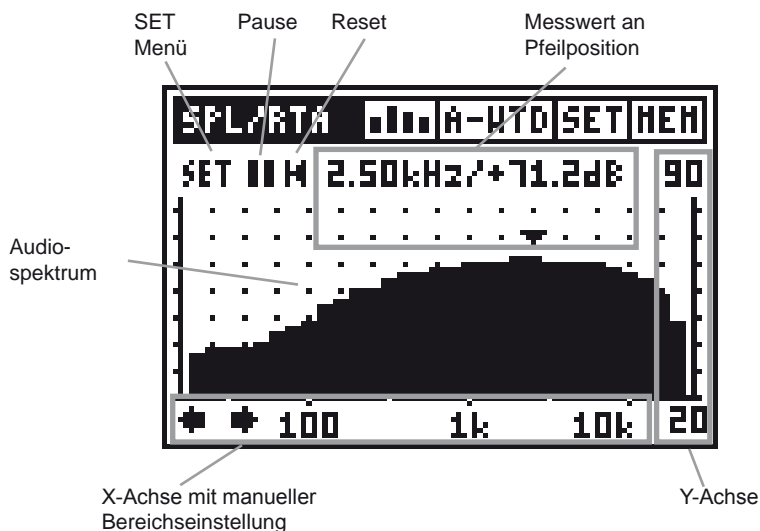 SET
Menü
Pause
Reset
Messwert an
Pfeilposition
SPL/RTA A-WTD SET MEM
SET 2.50kHz/+71.2dB 90
Audio-
spektrum
100 1k 10k 20
X-Achse mit manueller
Bereichseinstellung
Y-Achse